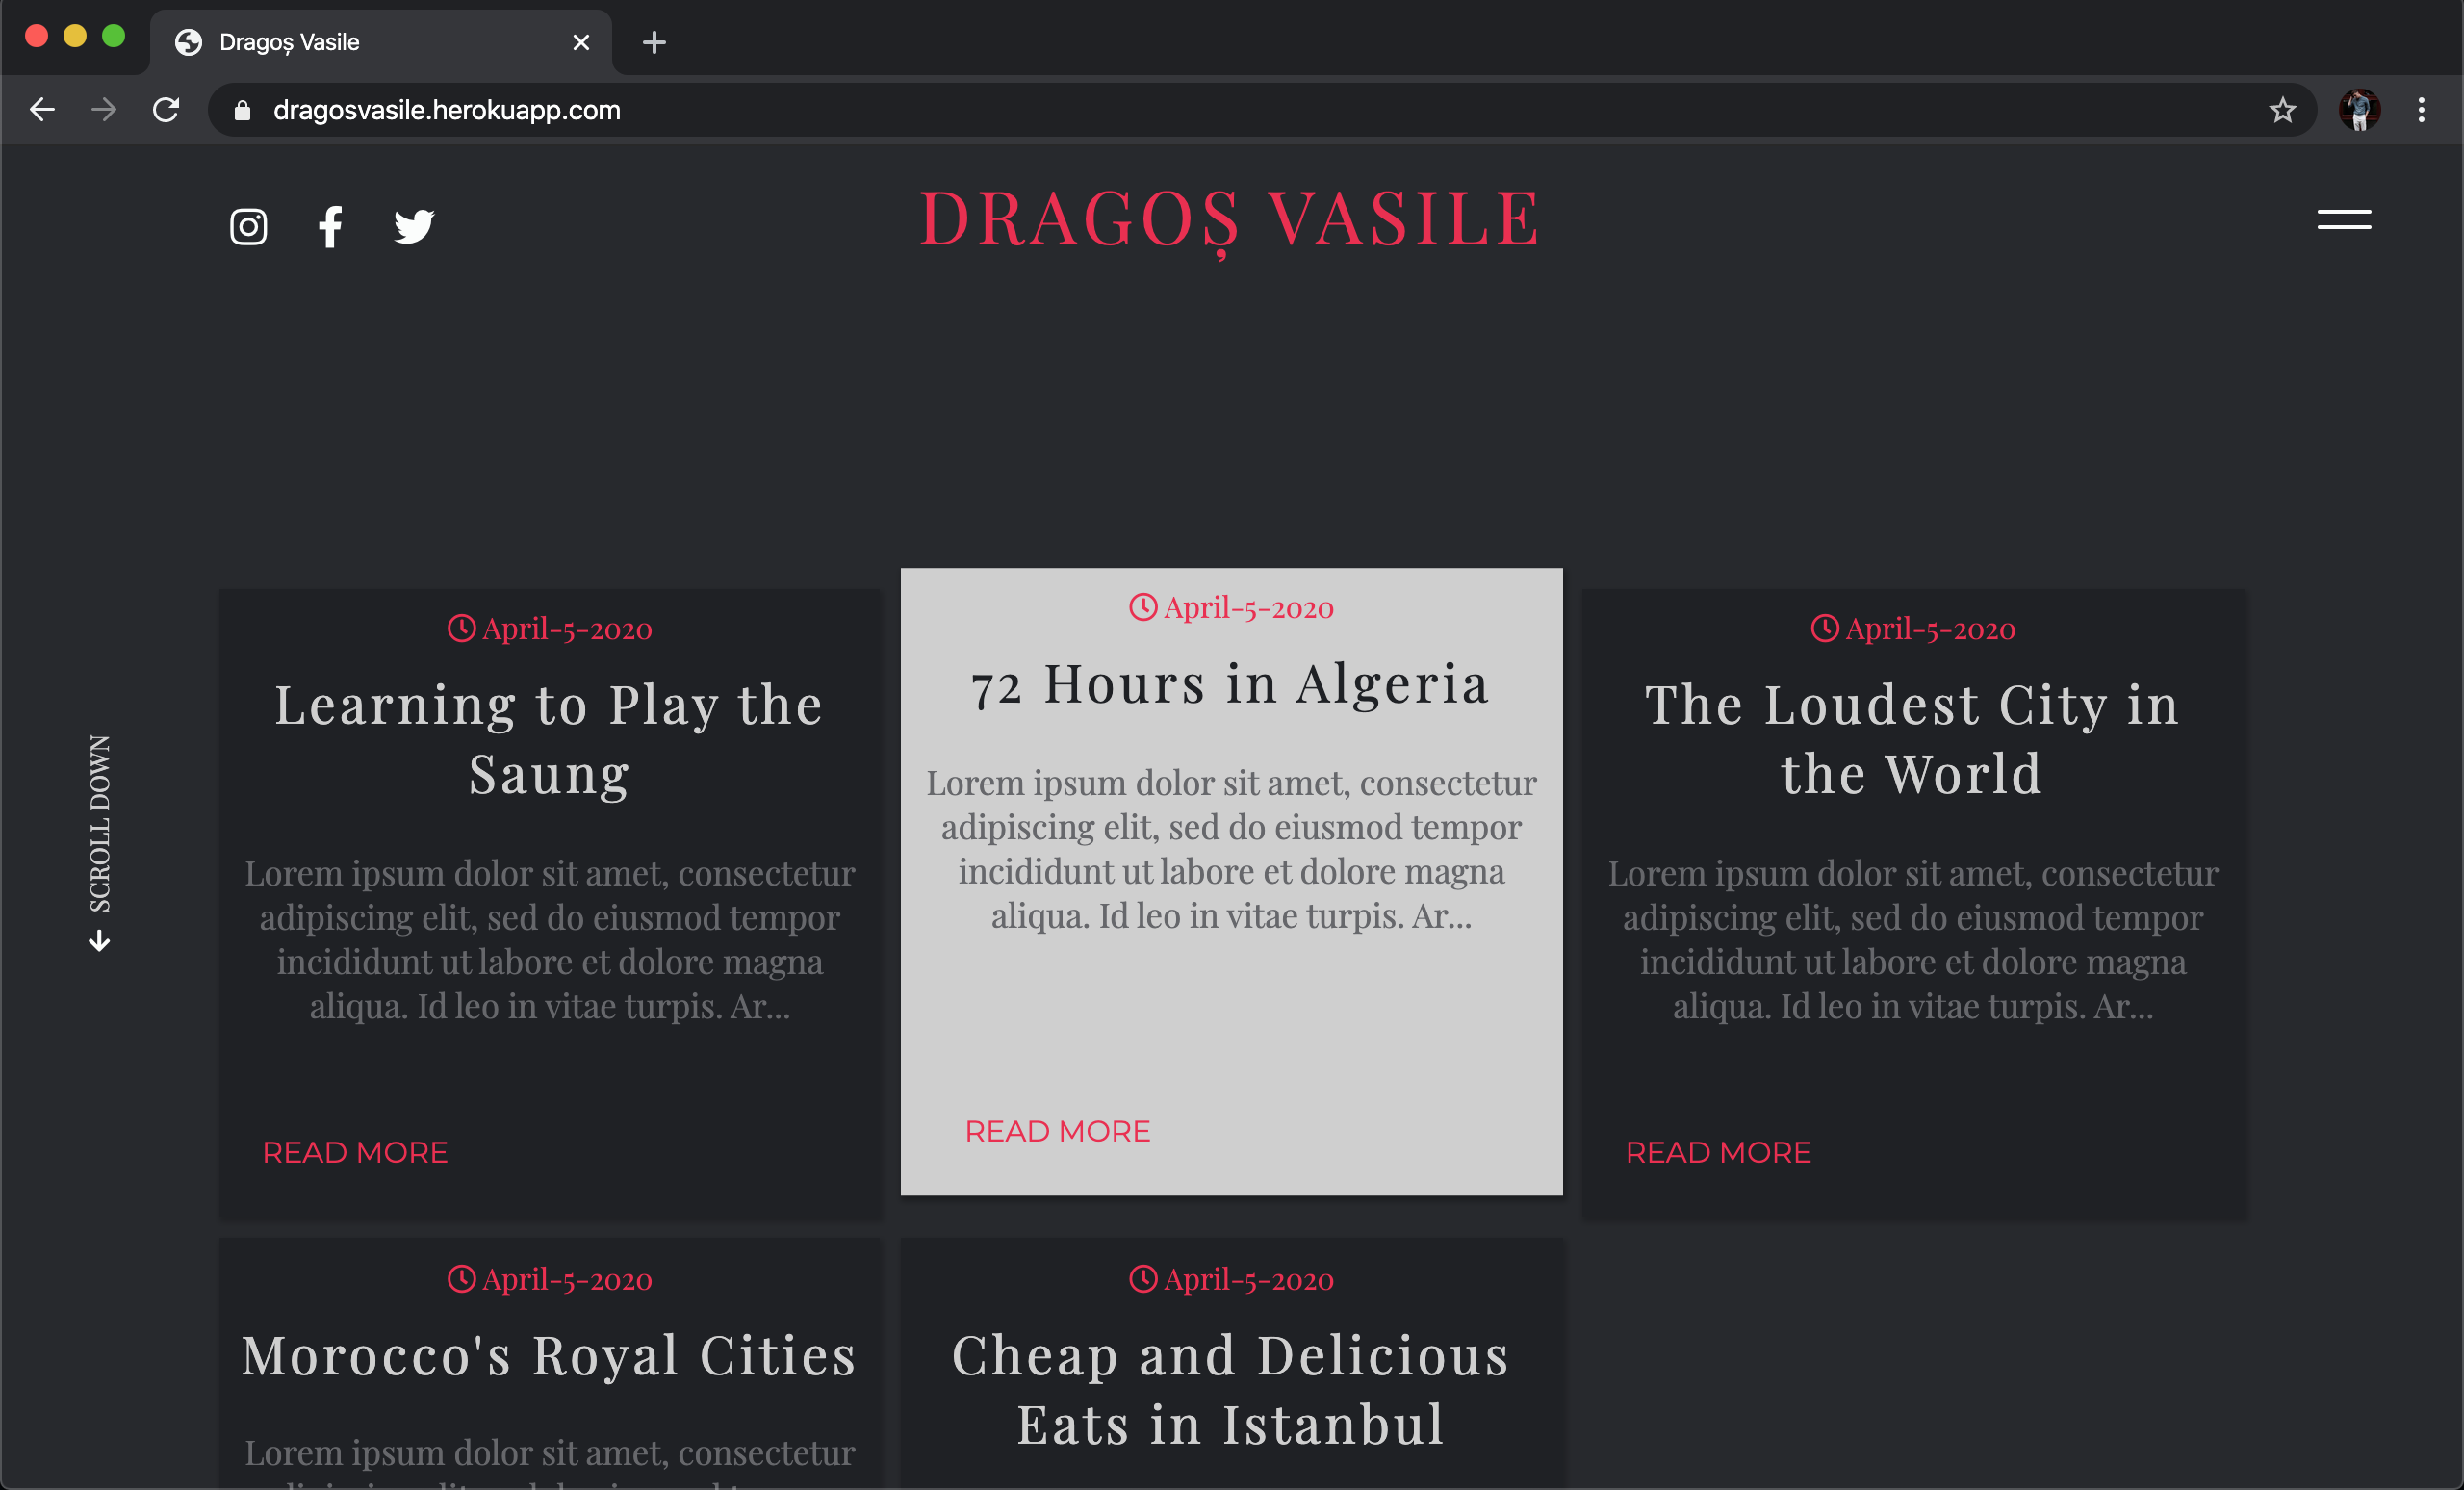 Dragoș Vasile
dragosvasile.herokuapp.com
DRAGOȘ VASILE
SCROLL DOWN
April-5-2020
Learning to Play the
Saung
Lorem ipsum dolor sit amet, consectetur
adipiscing elit, sed do eiusmod tempor
incididunt ut labore et dolore magna
aliqua. Id leo in vitae turpis. Ar...
READ MORE
April-5-2020
72 Hours in Algeria
Lorem ipsum dolor sit amet, consectetur
adipiscing elit, sed do eiusmod tempor
incididunt ut labore et dolore magna
aliqua. Id leo in vitae turpis. Ar...
READ MORE
April-5-2020
The Loudest City in
the World
Lorem ipsum dolor sit amet, consectetur
adipiscing elit, sed do eiusmod tempor
incididunt ut labore et dolore magna
aliqua. Id leo in vitae turpis. Ar...
READ MORE
April-5-2020
Morocco's Royal Cities
Lorem ipsum dolor sit amet, consectetur
April-5-2020
Cheap and Delicious
Eats in Istanbul